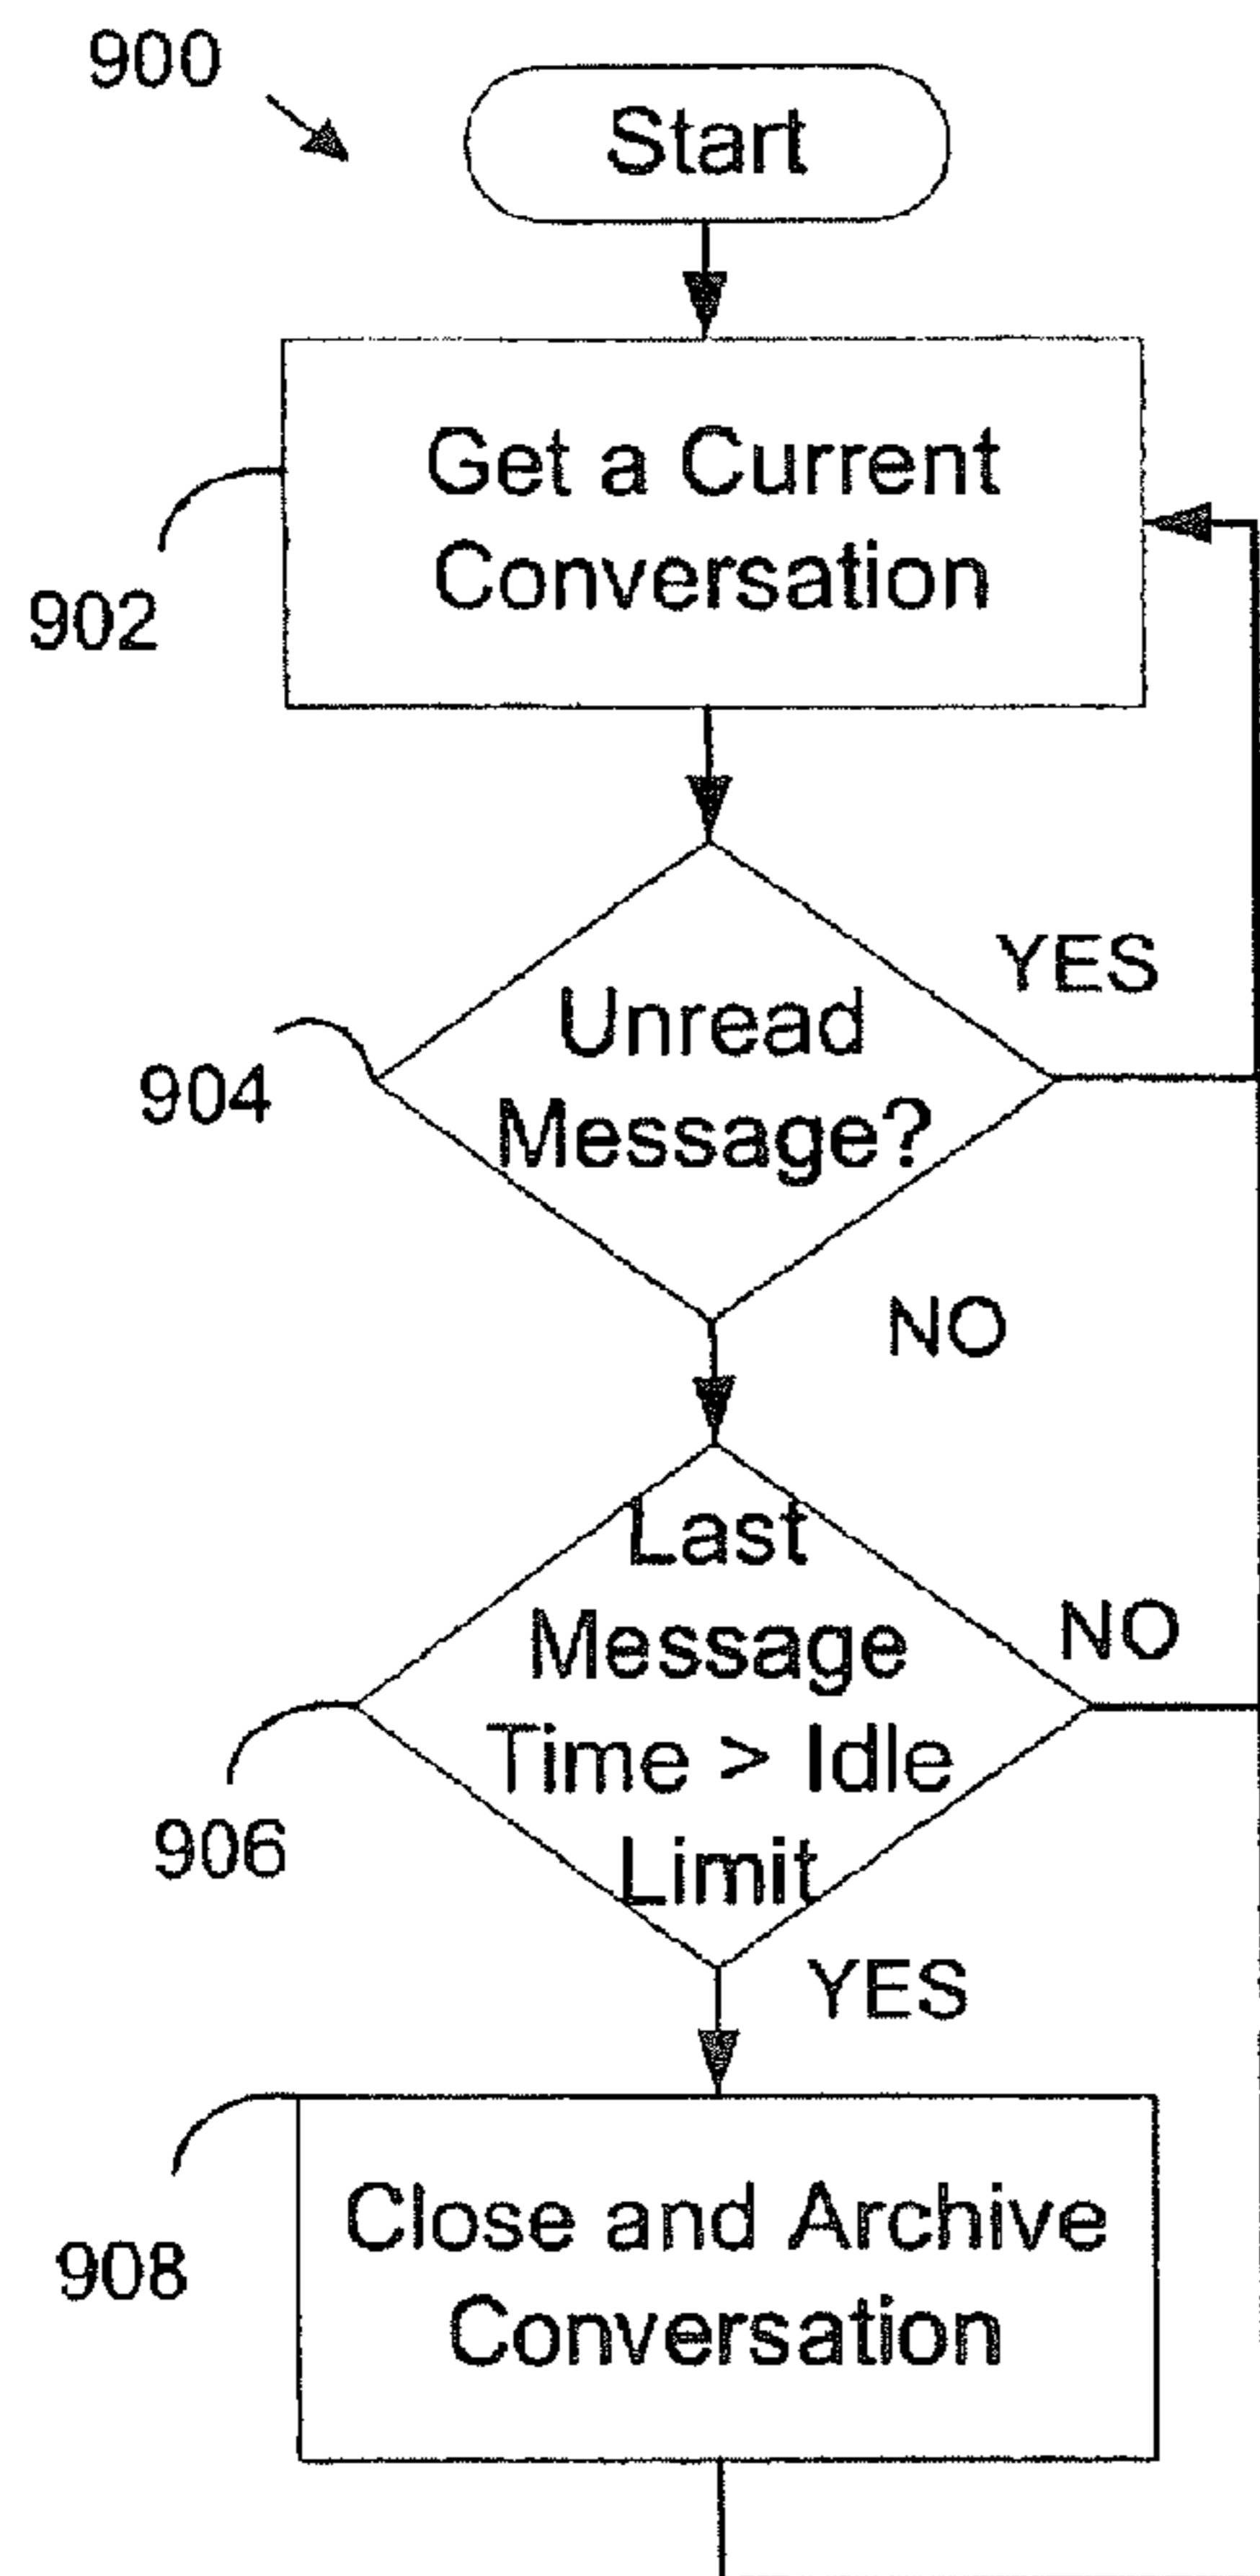 900
Start
Get a Current
Conversation
902
YES
Unread
Message?
904
NO
Last
Message
Time > Idle
Limit
NO
906
YES
Close and Archive
Conversation
908